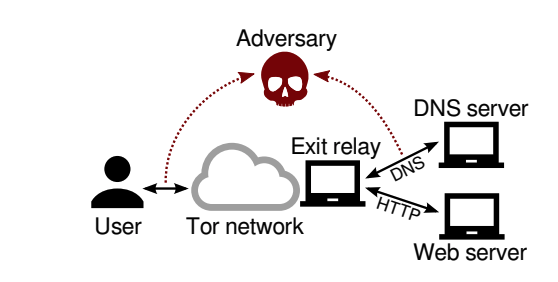 Adversary
DNS server
Exit relay
DNS
HTTP
User
Tor network
Web server